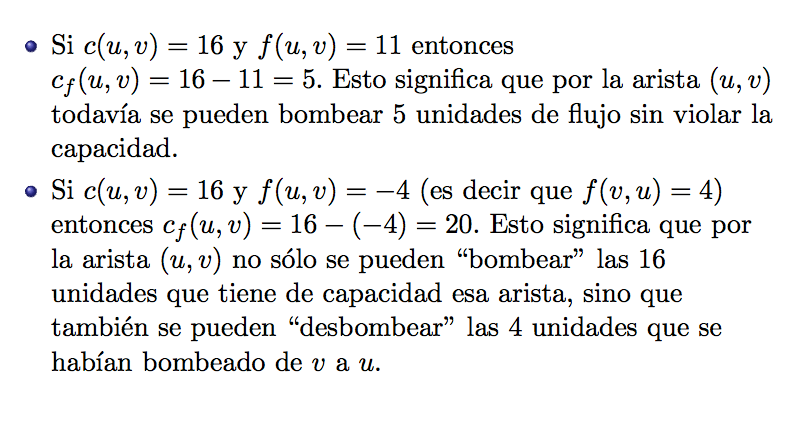 • Si c(u, v) = 16 y f(u, v) = 11 entonces
c_f(u, v) = 16 − 11 = 5. Esto significa que por la arista (u, v)
todavía se pueden bombear 5 unidades de flujo sin violar la
capacidad.
• Si c(u, v) = 16 y f(u, v) = −4 (es decir que f(v, u) = 4)
entonces c_f(u, v) = 16 − (−4) = 20. Esto significa que por
la arista (u, v) no sólo se pueden “bombear” las 16
unidades que tiene de capacidad esa arista, sino que
también se pueden “desbombear” las 4 unidades que se
habían bombeado de v a u.